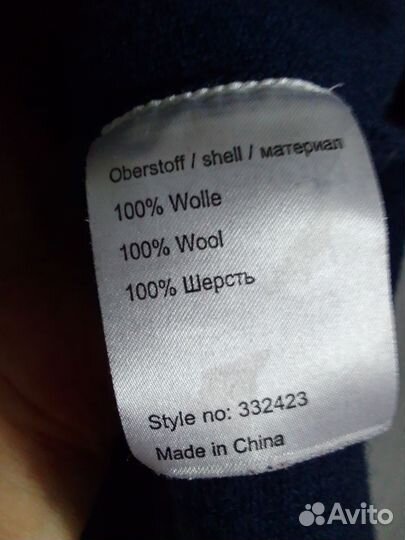 Oberstoff / shell / материал
100% Wolle
100% Wool
100% Шерсть
Style no: 332423
Made in China
Avito